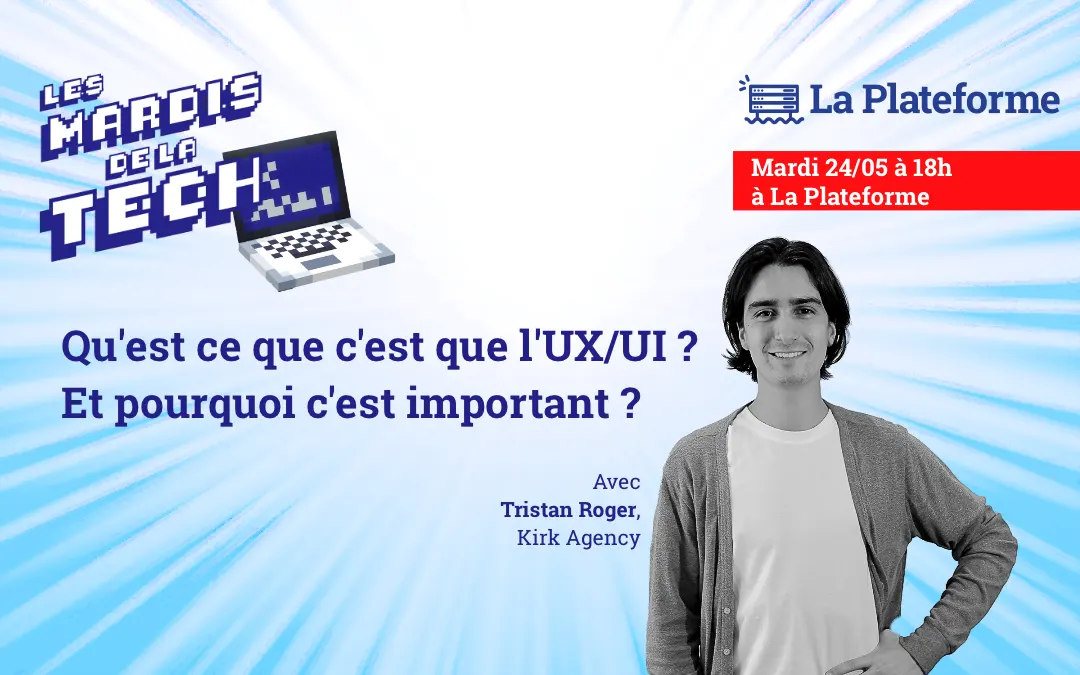 LES
MARDIS
DE LA
TECH
La Plateforme
Mardi 24/05 à 18h
à La Plateforme
Qu'est ce que c'est que l'UX/UI ?
Et pourquoi c'est important ?
Avec
Tristan Roger,
Kirk Agency